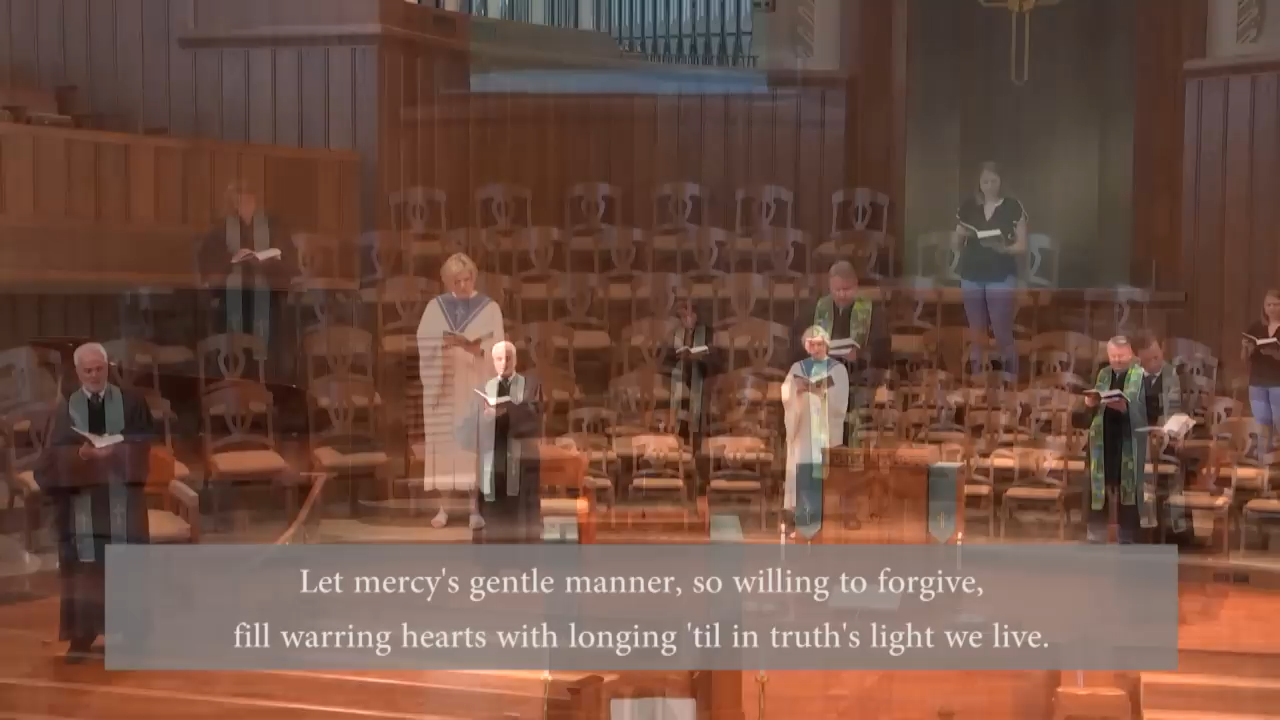 Let mercy's gentle manner, so willing to forgive,
fill warring hearts with longing 'til in truth's light we live.